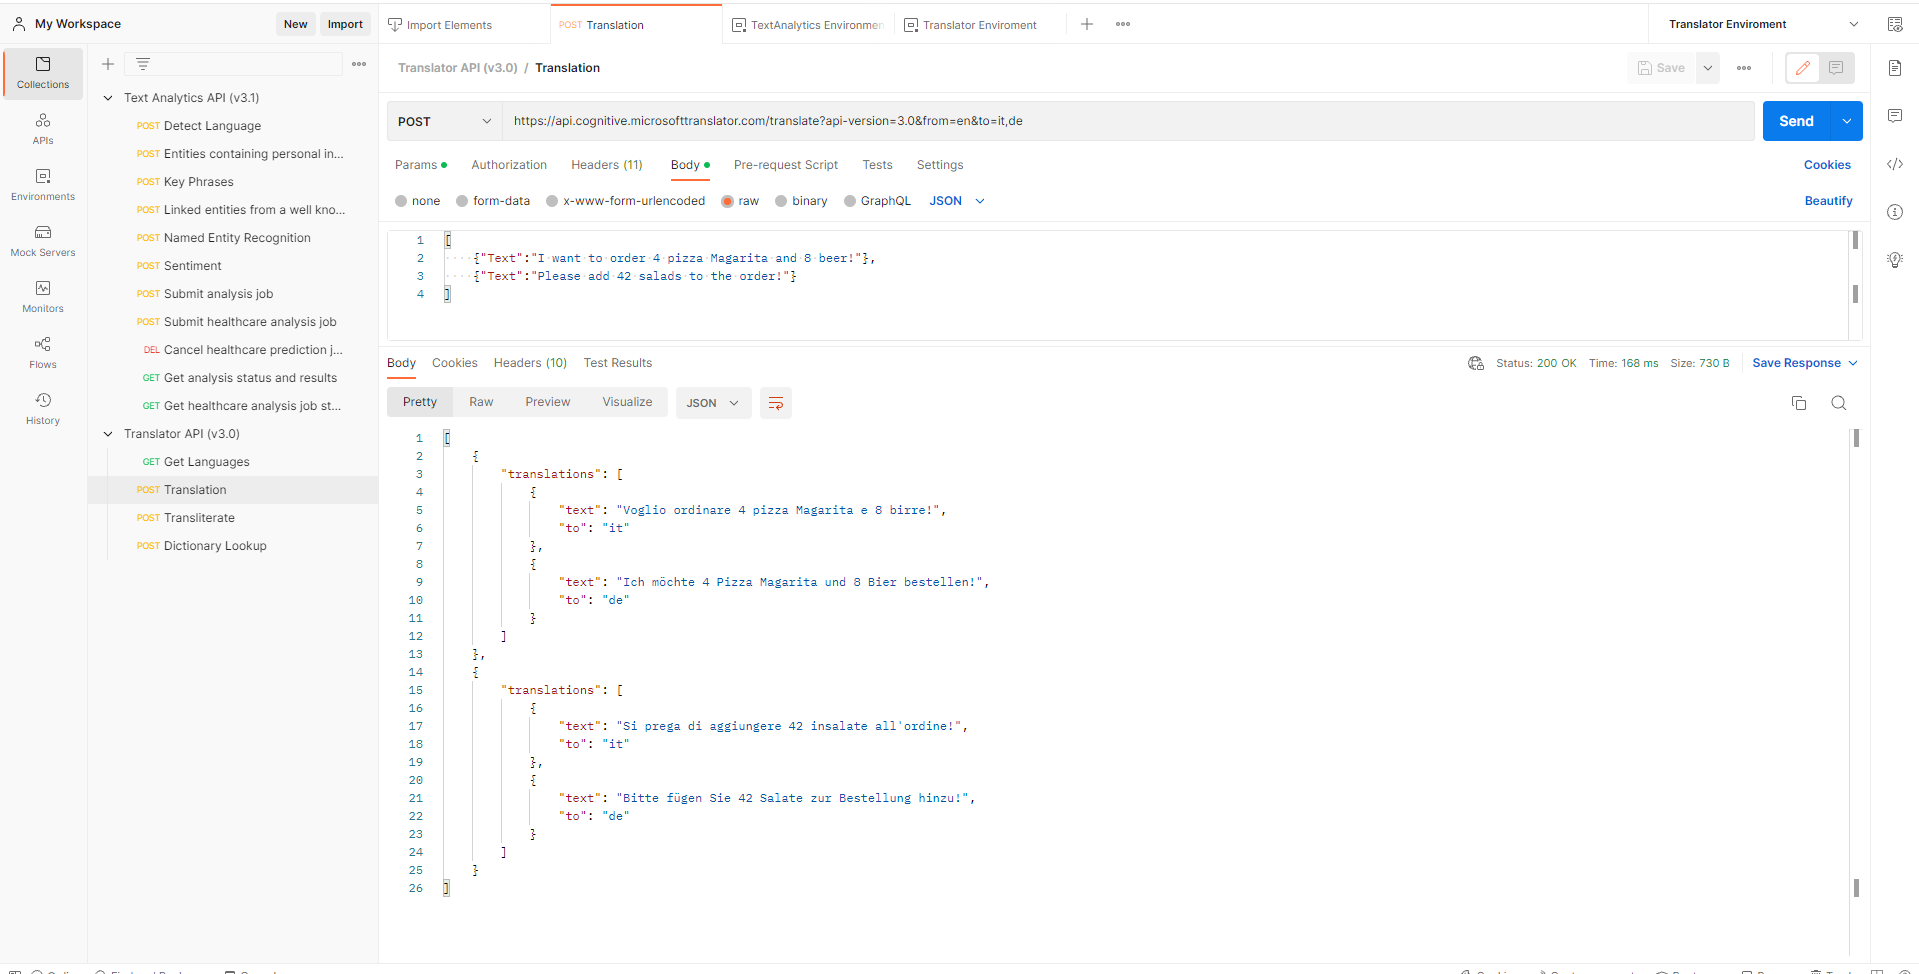 My Workspace
New
Import
Import Elements
POST Translation
TextAnalytics Environmen
Translator Enviroment
Translator Enviroment
Collections
APIs
Environments
Mock Servers
Monitors
Flows
History
Text Analytics API (v3.1)
POST Detect Language
POST Entities containing personal in...
POST Key Phrases
POST Linked entities from a well kno...
POST Named Entity Recognition
POST Sentiment
POST Submit analysis job
POST Submit healthcare analysis job
DEL Cancel healthcare prediction j...
GET Get analysis status and results
GET Get healthcare analysis job st...
Translator API (v3.0)
GET Get Languages
POST Translation
POST Transliterate
POST Dictionary Lookup
Translator API (v3.0) / Translation
Save
POST
https://api.cognitive.microsofttranslator.com/translate?api-version=3.0&from=en&to=it,de
Send
Params
Authorization
Headers (11)
Body
Pre-request Script
Tests
Settings
Cookies
none
form-data
x-www-form-urlencoded
raw
binary
GraphQL
JSON
Beautify
1 [
2 {"Text":"I want to order 4 pizza Magarita and 8 beer!"},
3 {"Text":"Please add 42 salads to the order!"}
4 ]
Body
Cookies
Headers (10)
Test Results
Status: 200 OK
Time: 168 ms
Size: 730 B
Save Response
Pretty
Raw
Preview
Visualize
JSON
1 [
2 {
3 "translations": [
4 {
5 "text": "Voglio ordinare 4 pizza Magarita e 8 birre!",
6 "to": "it"
7 },
8 {
9 "text": "Ich möchte 4 Pizza Magarita und 8 Bier bestellen!",
10 "to": "de"
11 }
12 ]
13 },
14 {
15 "translations": [
16 {
17 "text": "Si prega di aggiungere 42 insalate all'ordine!",
18 "to": "it"
19 },
20 {
21 "text": "Bitte fügen Sie 42 Salate zur Bestellung hinzu!",
22 "to": "de"
23 }
24 ]
25 }
26 ]